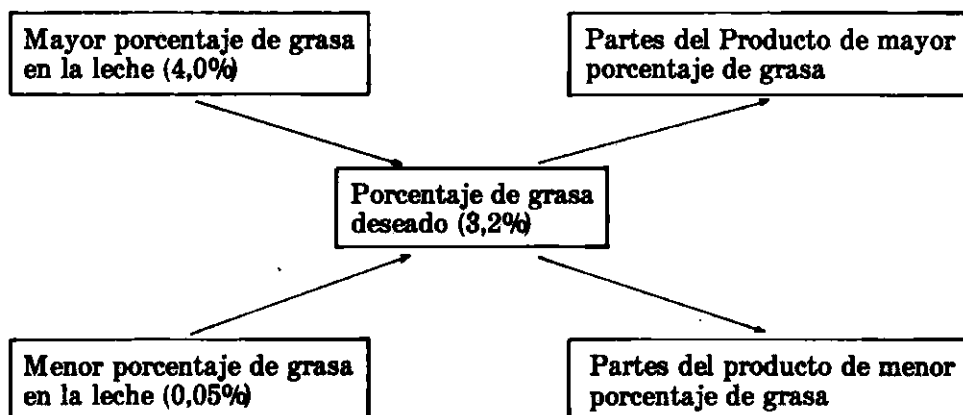 Mayor porcentaje de grasa
en la leche (4,0%)
Partes del Producto de mayor
porcentaje de grasa
Porcentaje de grasa
deseado (3,2%)
Menor porcentaje de grasa
en la leche (0,05%)
Partes del producto de menor
porcentaje de grasa